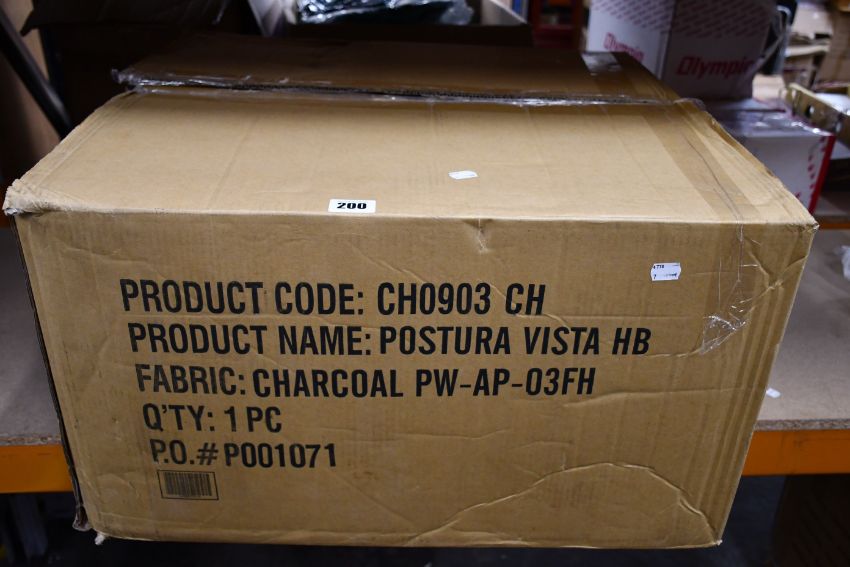 Olympic
Olympic
200
PRODUCT CODE: CH0903 CH
PRODUCT NAME: POSTURA VISTA HB
FABRIC: CHARCOAL PW-AP-03FH
Q'TY: 1 PC
P.O.# P001071